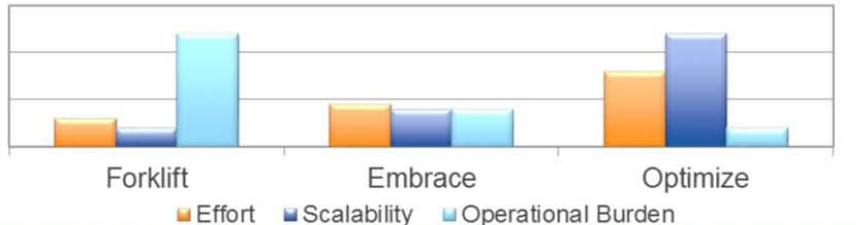 Forklift Embrace Optimize
Effort Scalability Operational Burden